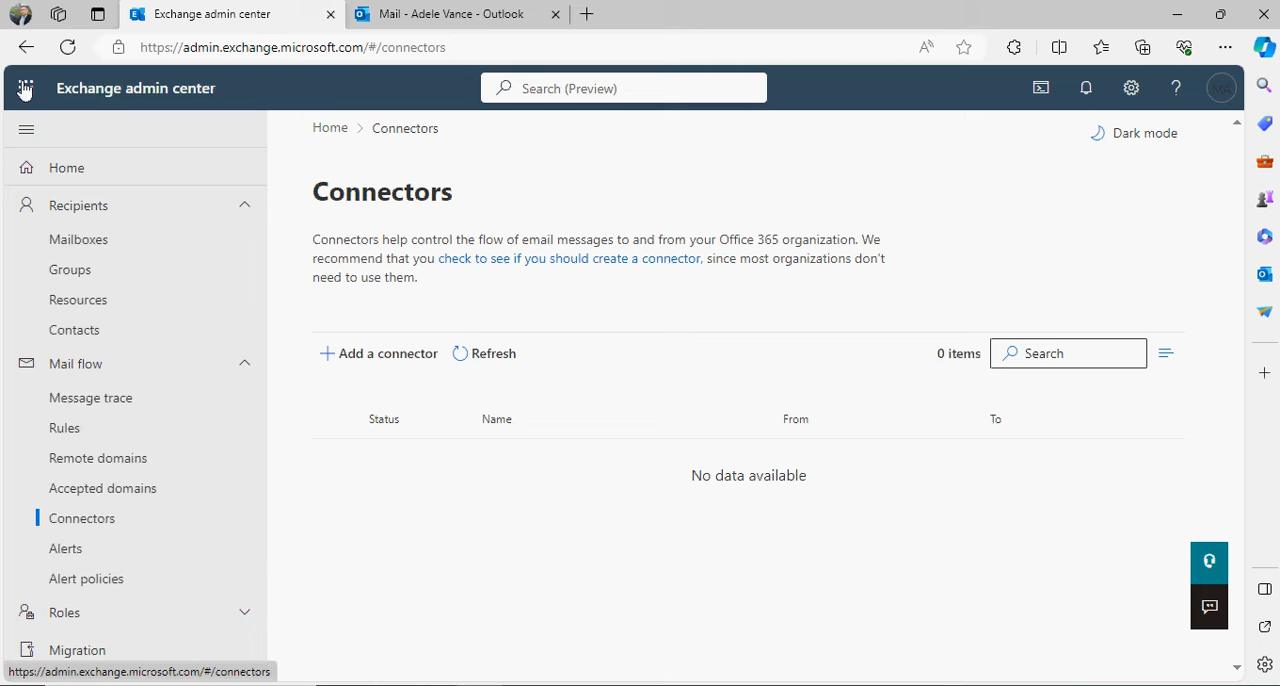 Exchange admin center
Mail - Adele Vance - Outlook
https://admin.exchange.microsoft.com/#/connectors
Exchange admin center
Search (Preview)
MA
Home
Recipients
Mailboxes
Groups
Resources
Contacts
Mail flow
Message trace
Rules
Remote domains
Accepted domains
Connectors
Alerts
Alert policies
Roles
Migration
https://admin.exchange.microsoft.com/#/connectors
Home > Connectors
Dark mode
Connectors
Connectors help control the flow of email messages to and from your Office 365 organization. We
recommend that you check to see if you should create a connector, since most organizations don't
need to use them.
Add a connector
Refresh
0 items
Search
Status Name From To
No data available